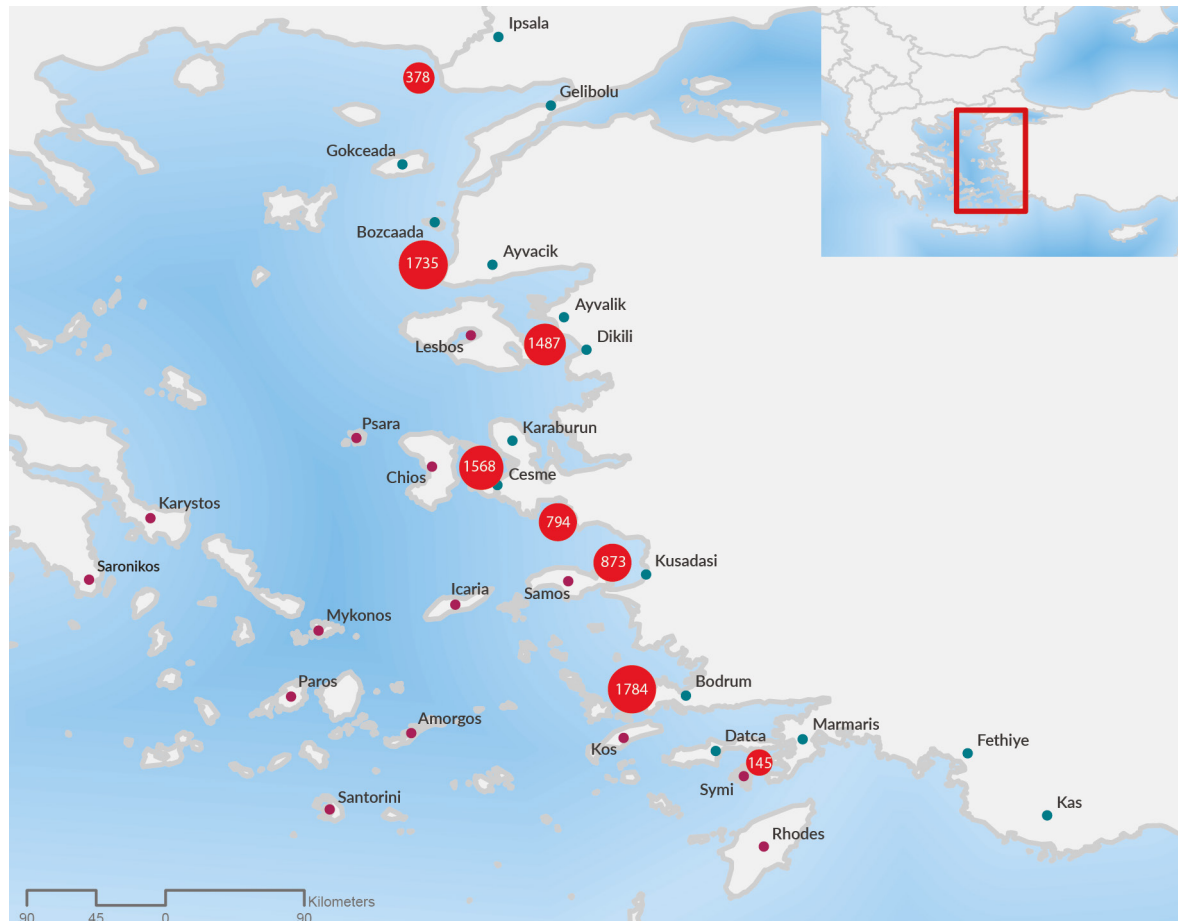 Ipsala
378
Gelibolu
Gokceada
Bozcaada
1735
Ayvacik
Ayvalik
1487
Dikili
Lesbos
Psara
Karaburun
Chios
1568
Cesme
Karystos
794
Saronikos
873
Kusadasi
Icaria
Samos
Mykonos
Paros
1784
Bodrum
Amorgos
Kos
Datca
Marmaris
Fethiye
145
Symi
Santorini
Kas
Rhodes
Kilometers
90 45 0 90